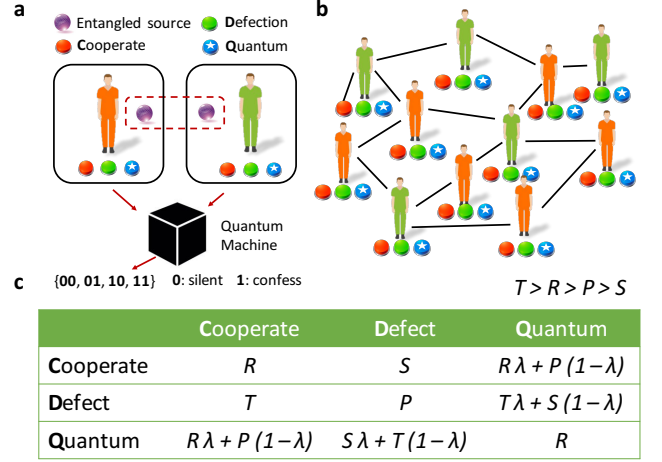 a
Entangled source
Defection
Cooperate
Quantum
Quantum
Machine
{00, 01, 10, 11} 0: silent 1: confess
b
c
T > R > P > S
Cooperate Defect Quantum
Cooperate R S R λ + P (1 – λ)
Defect T P T λ + S (1 – λ)
Quantum R λ + P (1 – λ) S λ + T (1 – λ) R